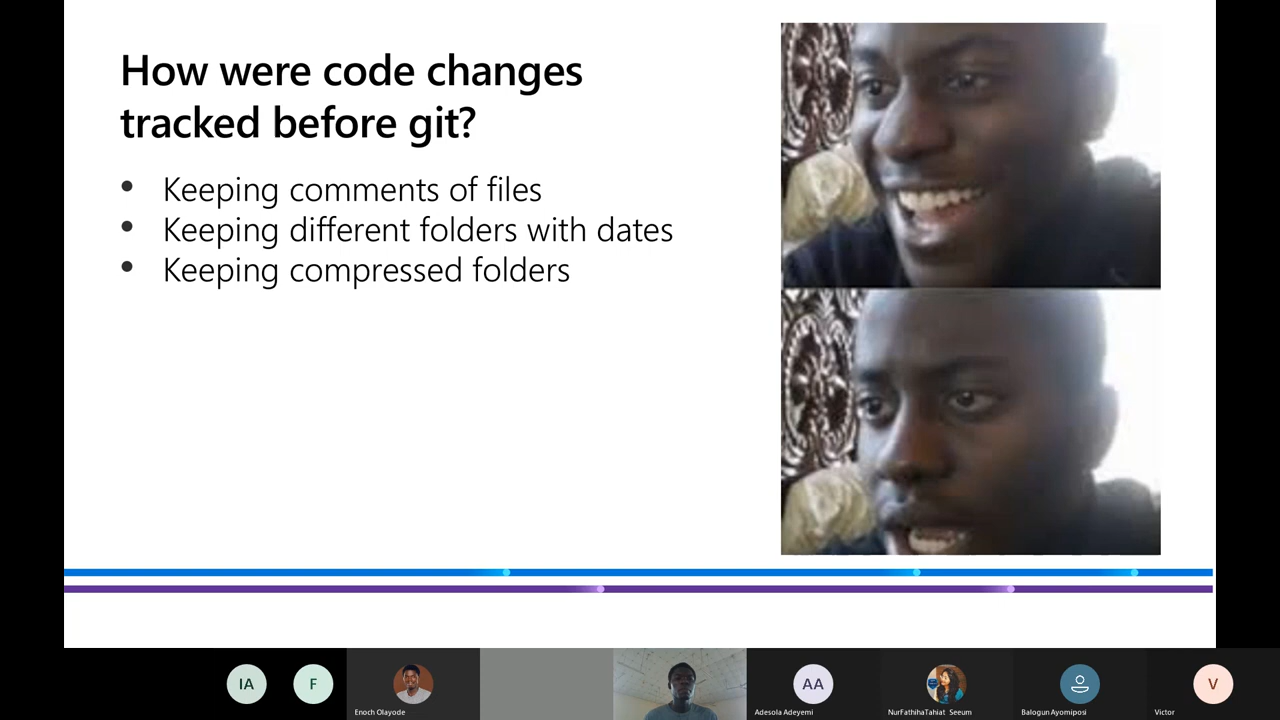 How were code changes
tracked before git?
• Keeping comments of files
• Keeping different folders with dates
• Keeping compressed folders
IA
F
Enoch Olayode
AA
Adesola Adeyemi
NurFathihaTahiat Seeum
Balogun Ayomiposi
V
Victor